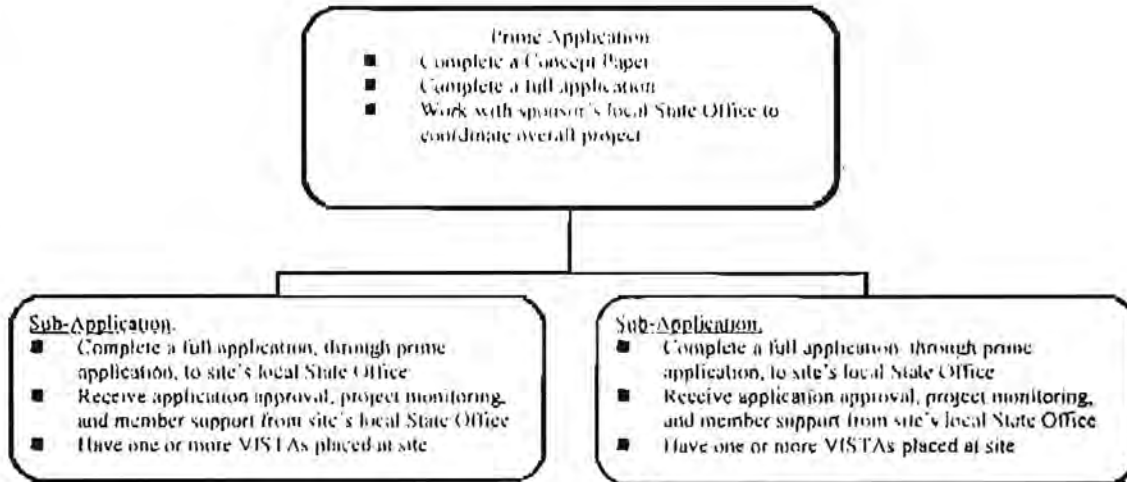 Prime Application
■ Complete a Concept Paper
■ Complete a full application
■ Work with sponsor's local State Office to
coordinate overall project
Sub-Application.
■ Complete a full application, through prime
application, to site's local State Office
■ Receive application approval, project monitoring,
and member support from site's local State Office
■ Have one or more VISTAs placed at site
Sub-Application.
■ Complete a full application, through prime
application, to site's local State Office
■ Receive application approval, project monitoring,
and member support from site's local State Office
■ Have one or more VISTAs placed at site